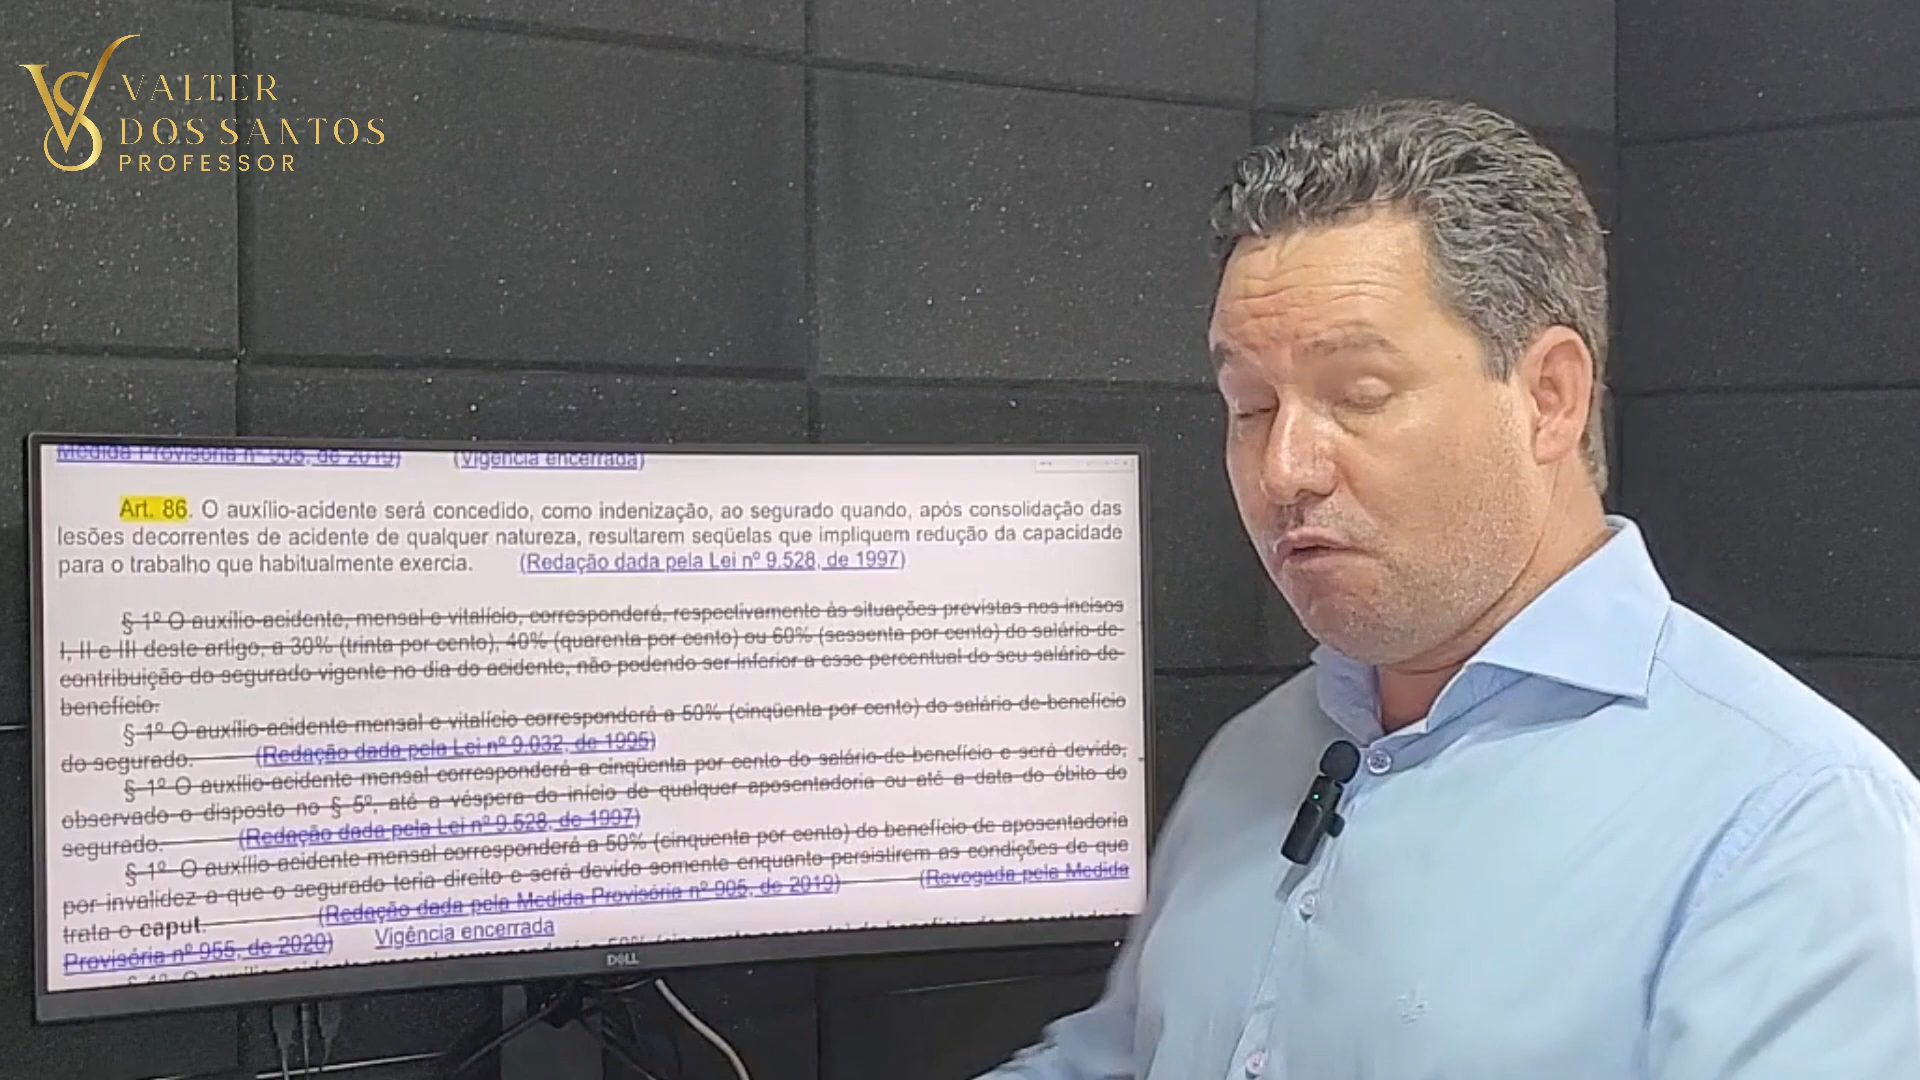 VS
VALTER
DOS SANTOS
PROFESSOR
Medida Provisória nº 905, de 2019) (Vigência encerrada)
Art. 86. O auxílio-acidente será concedido, como indenização, ao segurado quando, após consolidação das
lesões decorrentes de acidente de qualquer natureza, resultarem seqüelas que impliquem redução da capacidade
para o trabalho que habitualmente exercia. (Redação dada pela Lei nº 9.528, de 1997)
§ 1º O auxílio-acidente, mensal e vitalício, corresponderá, respectivamente às situações previstas nos incisos
I, II e III deste artigo, a 30% (trinta por cento), 40% (quarenta por cento) ou 60% (sessenta por cento) do salário-de-
contribuição do segurado vigente no dia do acidente, não podendo ser inferior a esse percentual do seu salário-de-
benefício.
§ 1º O auxílio-acidente mensal e vitalício corresponderá a 50% (cinqüenta por cento) do salário-de-benefício
do segurado. (Redação dada pela Lei nº 9.032, de 1995)
§ 1º O auxílio-acidente mensal corresponderá a cinqüenta por cento do salário-de-benefício e será devido,
observado o disposto no § 5º, até a véspera do início de qualquer aposentadoria ou até a data do óbito do
segurado. (Redação dada pela Lei nº 9.528, de 1997)
§ 1º O auxílio-acidente mensal corresponderá a 50% (cinquenta por cento) do benefício de aposentadoria
por invalidez a que o segurado teria direito e será devido somente enquanto persistirem as condições de que
trata o caput. (Redação dada pela Medida Provisória nº 905, de 2019) (Revogada pela Medida
Provisória nº 955, de 2020) Vigência encerrada
DELL